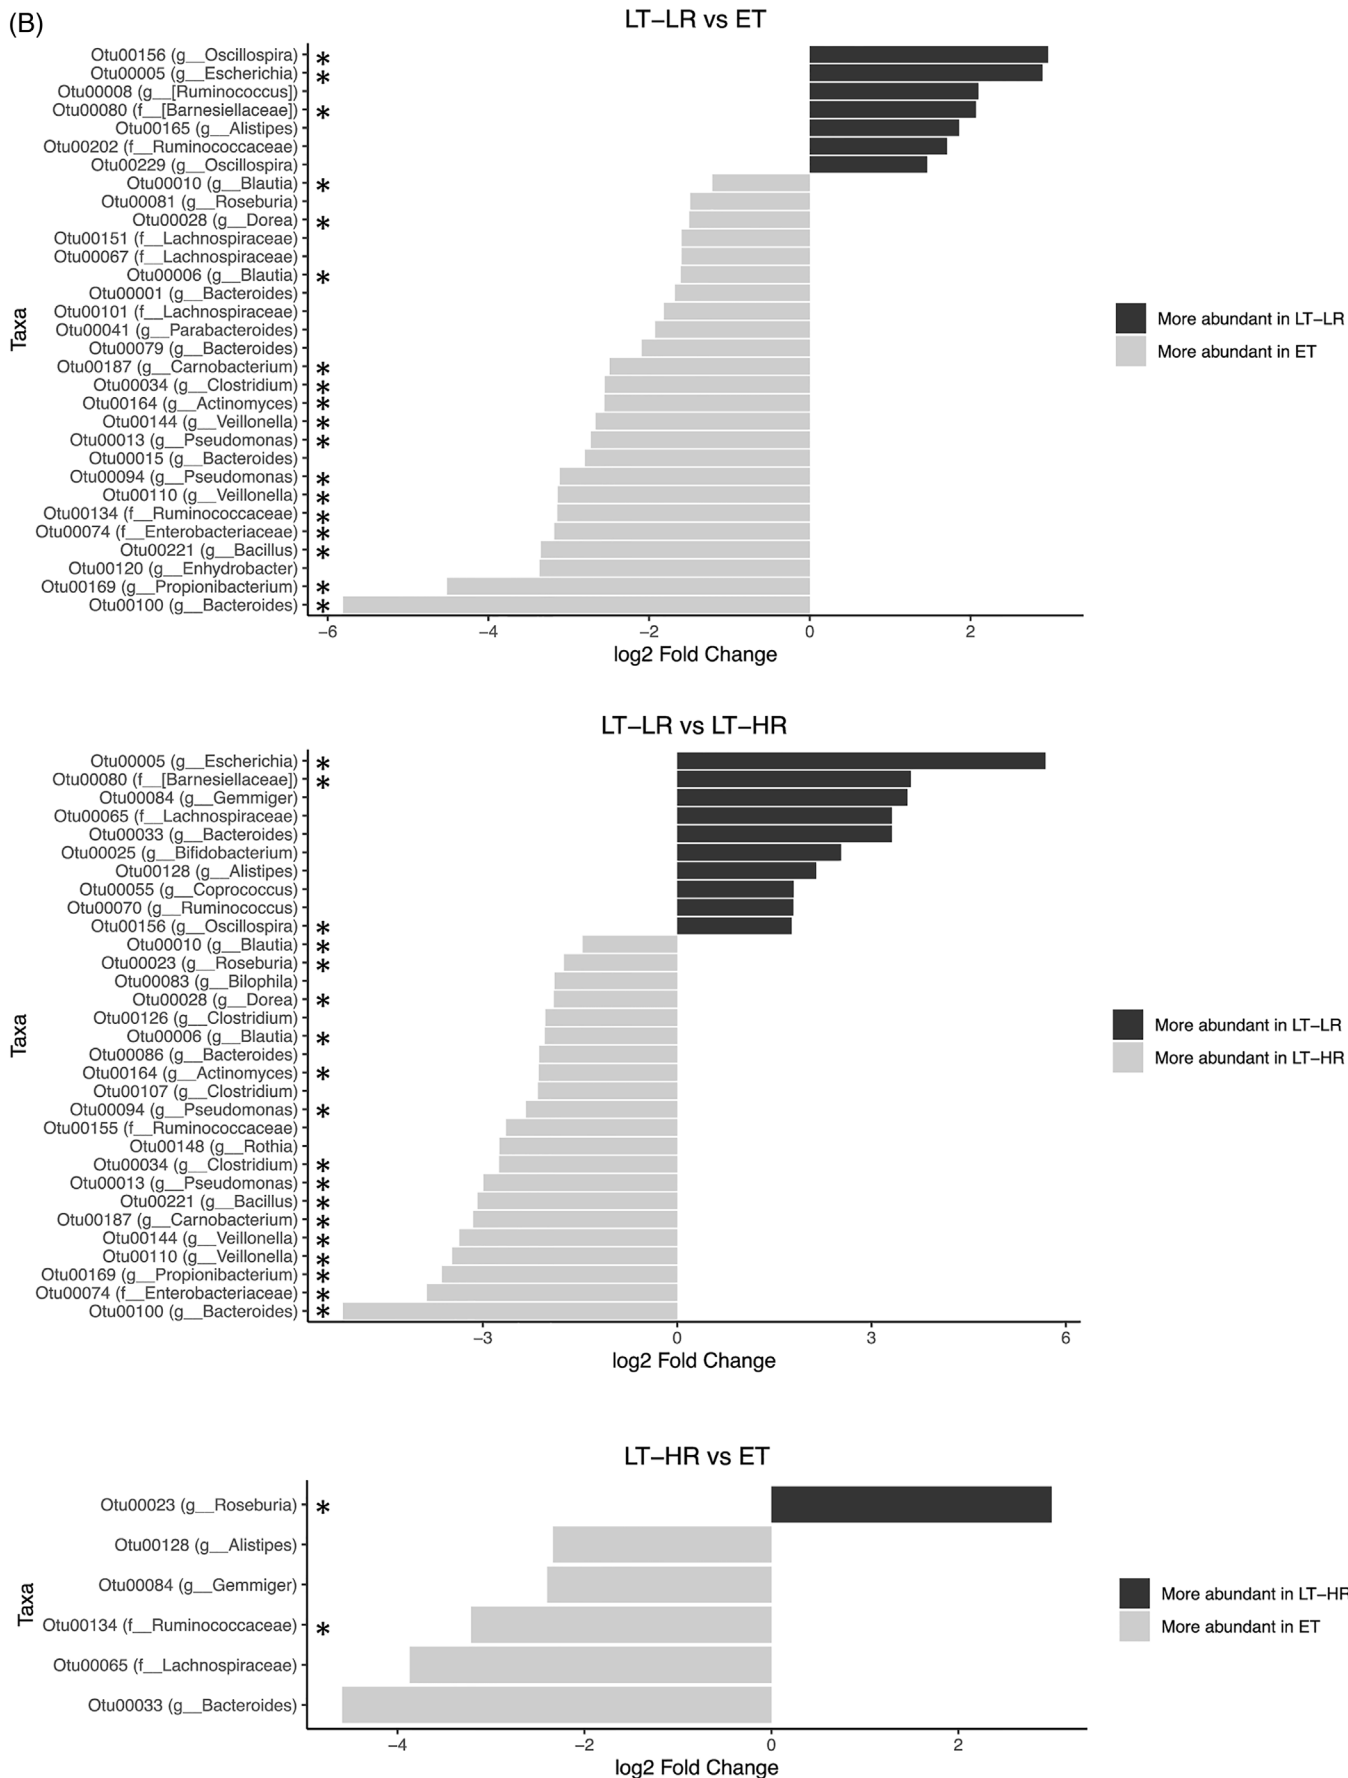 (B)
LT−LR vs ET
Taxa
Otu00156 (g__Oscillospira) *
Otu00005 (g__Escherichia) *
Otu00008 (g__[Ruminococcus])
Otu00080 (f__[Barnesiellaceae]) *
Otu00165 (g__Alistipes)
Otu00202 (f__Ruminococcaceae)
Otu00229 (g__Oscillospira)
Otu00010 (g__Blautia) *
Otu00081 (g__Roseburia)
Otu00028 (g__Dorea) *
Otu00151 (f__Lachnospiraceae)
Otu00067 (f__Lachnospiraceae)
Otu00006 (g__Blautia) *
Otu00001 (g__Bacteroides)
Otu00101 (f__Lachnospiraceae)
Otu00041 (g__Parabacteroides)
Otu00079 (g__Bacteroides)
Otu00187 (g__Carnobacterium) *
Otu00034 (g__Clostridium) *
Otu00164 (g__Actinomyces) *
Otu00144 (g__Veillonella) *
Otu00013 (g__Pseudomonas) *
Otu00015 (g__Bacteroides)
Otu00094 (g__Pseudomonas) *
Otu00110 (g__Veillonella) *
Otu00134 (f__Ruminococcaceae) *
Otu00074 (f__Enterobacteriaceae) *
Otu00221 (g__Bacillus) *
Otu00120 (g__Enhydrobacter)
Otu00169 (g__Propionibacterium) *
Otu00100 (g__Bacteroides) *
−6 −4 −2 0 2
log2 Fold Change
More abundant in LT−LR
More abundant in ET
LT−LR vs LT−HR
Taxa
Otu00005 (g__Escherichia) *
Otu00080 (f__[Barnesiellaceae]) *
Otu00084 (g__Gemmiger)
Otu00065 (f__Lachnospiraceae)
Otu00033 (g__Bacteroides)
Otu00025 (g__Bifidobacterium)
Otu00128 (g__Alistipes)
Otu00055 (g__Coprococcus)
Otu00070 (g__Ruminococcus)
Otu00156 (g__Oscillospira) *
Otu00010 (g__Blautia) *
Otu00023 (g__Roseburia) *
Otu00083 (g__Bilophila)
Otu00028 (g__Dorea) *
Otu00126 (g__Clostridium)
Otu00006 (g__Blautia) *
Otu00086 (g__Bacteroides)
Otu00164 (g__Actinomyces) *
Otu00107 (g__Clostridium)
Otu00094 (g__Pseudomonas) *
Otu00155 (f__Ruminococcaceae)
Otu00148 (g__Rothia)
Otu00034 (g__Clostridium) *
Otu00013 (g__Pseudomonas) *
Otu00221 (g__Bacillus) *
Otu00187 (g__Carnobacterium) *
Otu00144 (g__Veillonella) *
Otu00110 (g__Veillonella) *
Otu00169 (g__Propionibacterium) *
Otu00074 (f__Enterobacteriaceae) *
Otu00100 (g__Bacteroides) *
−3 0 3 6
log2 Fold Change
More abundant in LT−LR
More abundant in LT−HR
LT−HR vs ET
Taxa
Otu00023 (g__Roseburia) *
Otu00128 (g__Alistipes)
Otu00084 (g__Gemmiger)
Otu00134 (f__Ruminococcaceae) *
Otu00065 (f__Lachnospiraceae)
Otu00033 (g__Bacteroides)
−4 −2 0 2
log2 Fold Change
More abundant in LT−HR
More abundant in ET